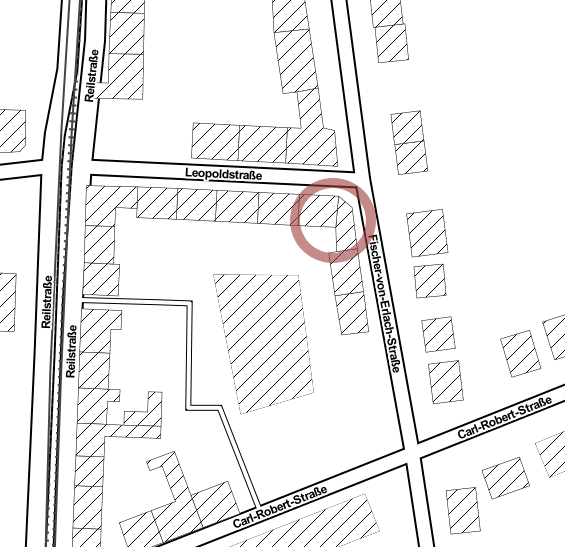 Reilstraße
Leopoldstraße
Fischer-von-Erlach-Straße
Reilstraße
Reilstraße
Carl-Robert-Straße
Carl-Robert-Straße